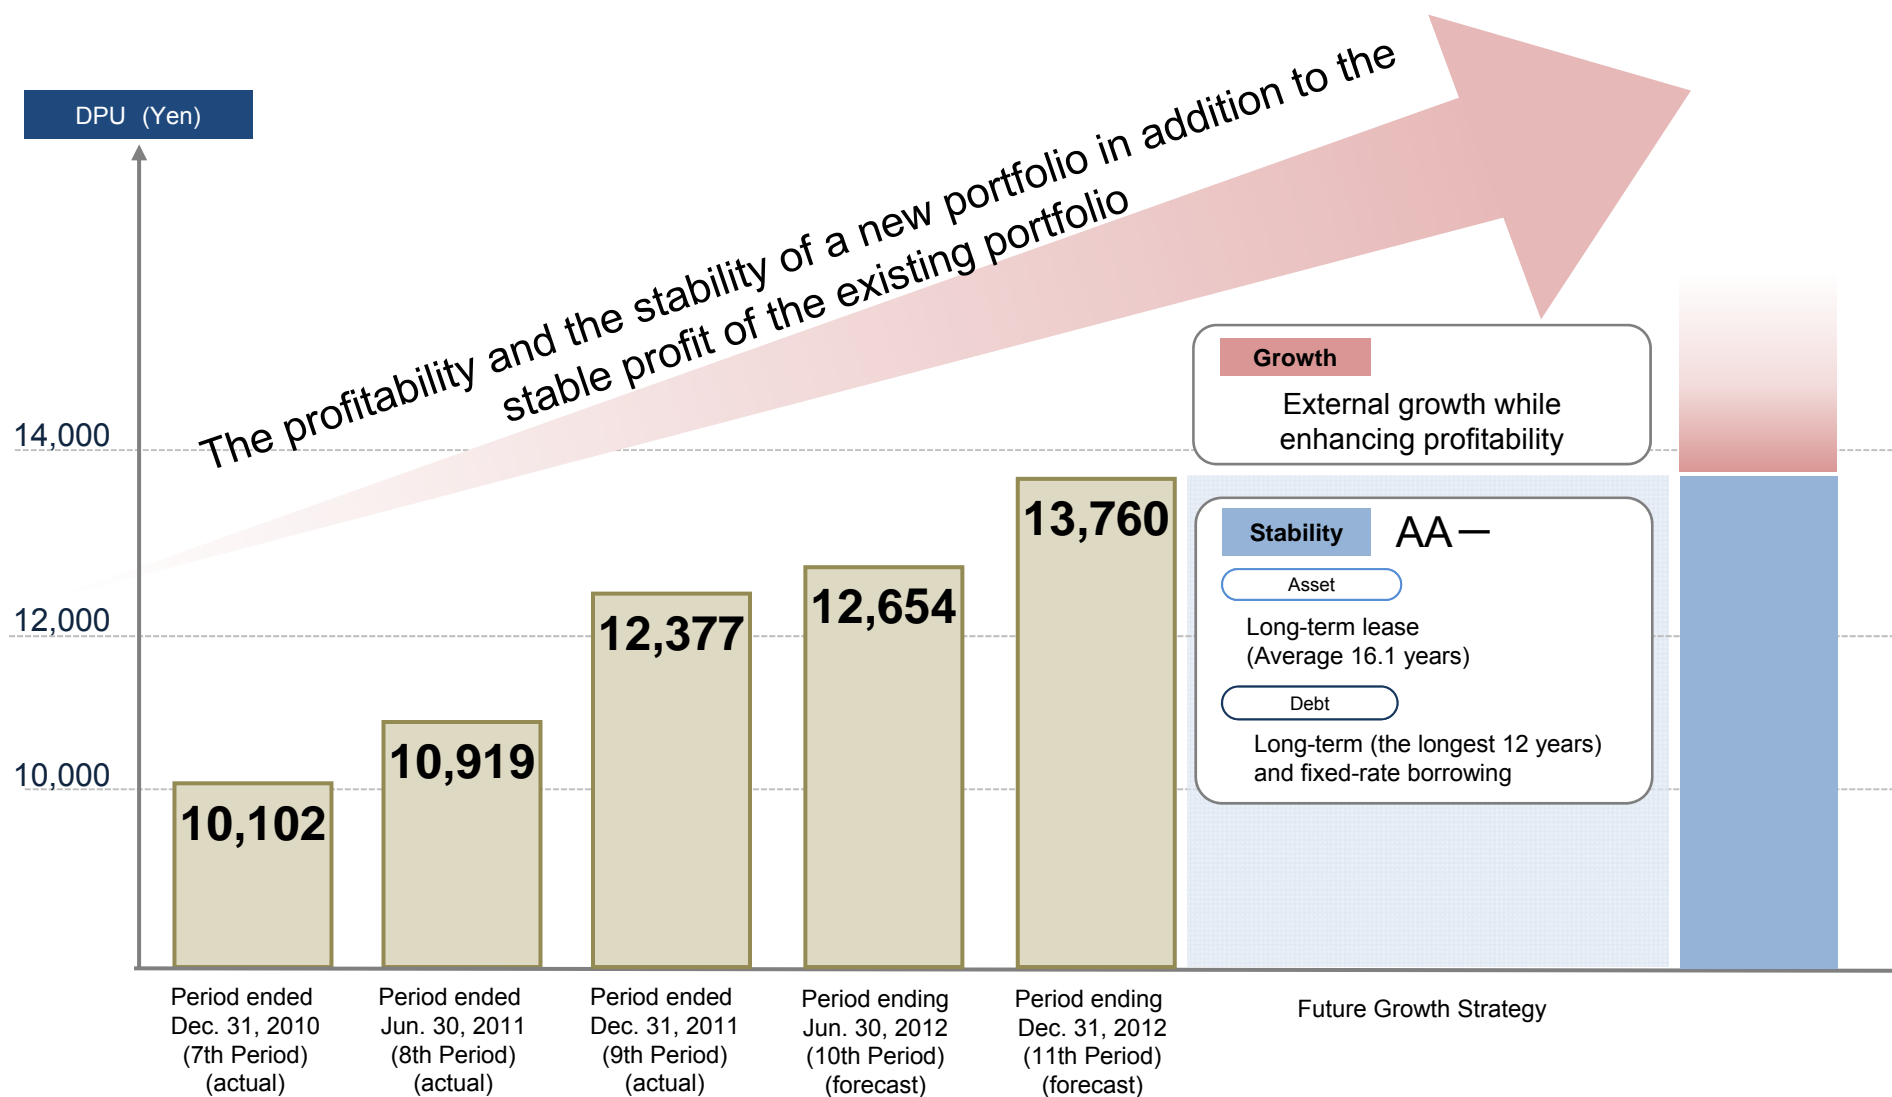 DPU (Yen)
The profitability and the stability of a new portfolio in addition to the
stable profit of the existing portfolio
14,000
12,000
10,000
10,102
10,919
12,377
12,654
13,760
Growth
External growth while
enhancing profitability
Stability
AA—
Asset
Long-term lease
(Average 16.1 years)
Debt
Long-term (the longest 12 years)
and fixed-rate borrowing
Period ended
Dec. 31, 2010
(7th Period)
(actual)
Period ended
Jun. 30, 2011
(8th Period)
(actual)
Period ended
Dec. 31, 2011
(9th Period)
(actual)
Period ending
Jun. 30, 2012
(10th Period)
(forecast)
Period ending
Dec. 31, 2012
(11th Period)
(forecast)
Future Growth Strategy